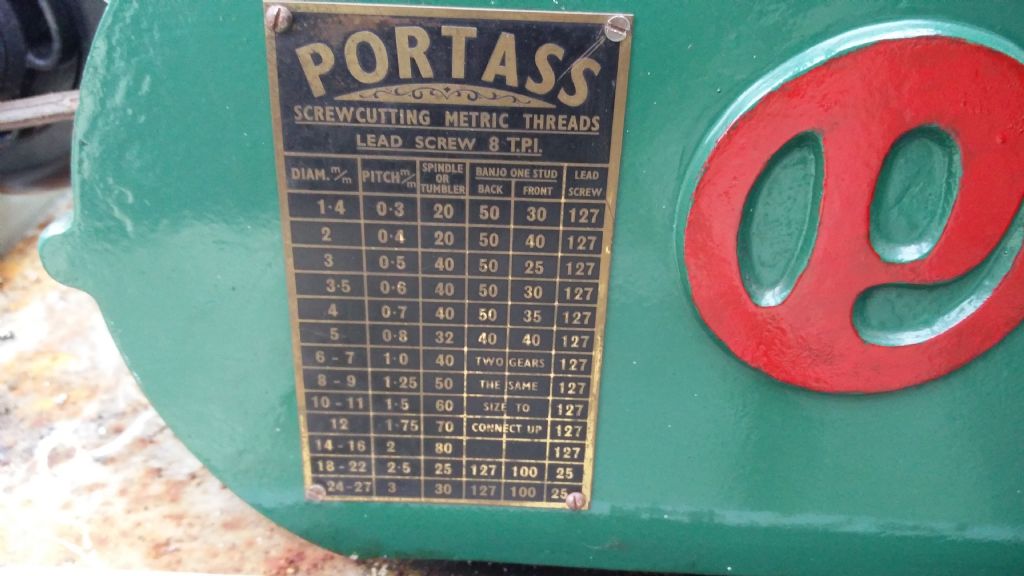 PORTASS
SCREWCUTTING METRIC THREADS
LEAD SCREW 8 T.P.I.
DIAM. m/m PITCH m/m SPINDLE OR TUMBLER BANJO ONE STUD BACK FRONT LEAD SCREW
1·4 0·3 20 50 30 127
2 0·4 20 50 40 127
3 0·5 40 50 25 127
3·5 0·6 40 50 30 127
4 0·7 40 50 35 127
5 0·8 32 40 40 127
6 - 7 1·0 40 TWO GEARS 127
8 - 9 1·25 50 THE SAME 127
10 - 11 1·5 60 SIZE TO 127
12 1·75 70 CONNECT UP 127
14 - 16 2 80 127
18 - 22 2·5 25 127 100 25
24 - 27 3 30 127 100 25